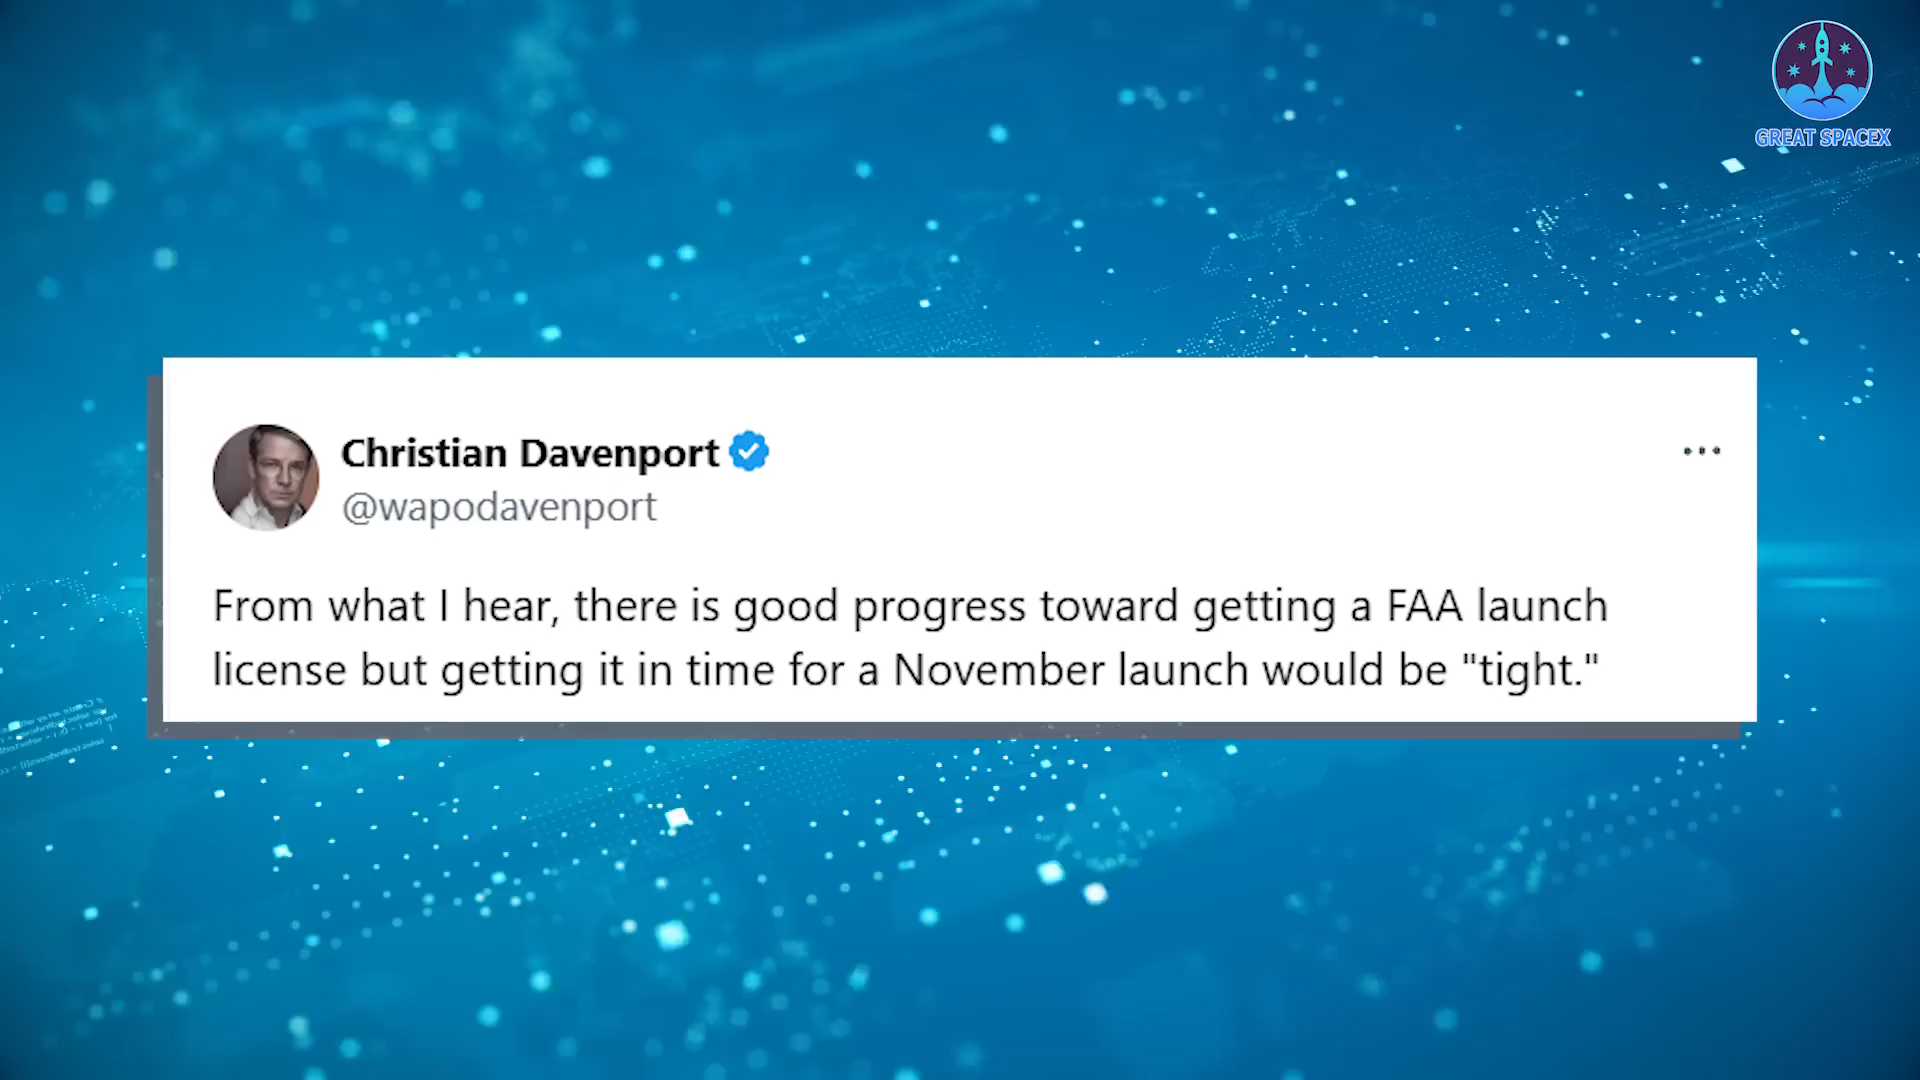 GREAT SPACEX
Christian Davenport
@wapodavenport
From what I hear, there is good progress toward getting a FAA launch
license but getting it in time for a November launch would be "tight."